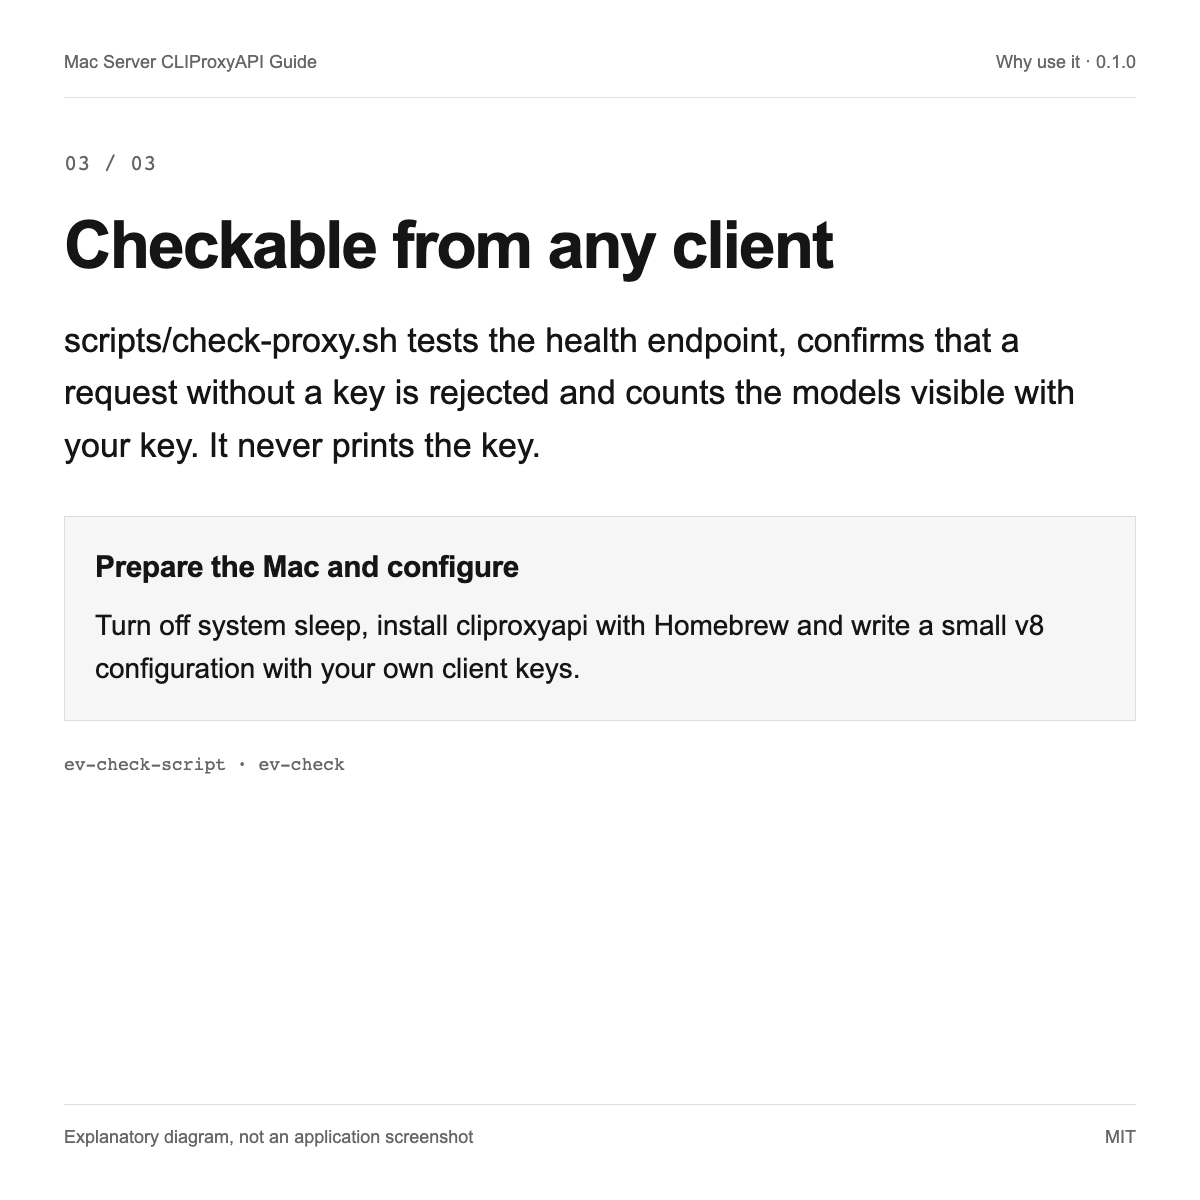 Mac Server CLIProxyAPI Guide
Why use it · 0.1.0
03 / 03
Checkable from any client
scripts/check-proxy.sh tests the health endpoint, confirms that a
request without a key is rejected and counts the models visible with
your key. It never prints the key.
Prepare the Mac and configure
Turn off system sleep, install cliproxyapi with Homebrew and write a small v8
configuration with your own client keys.
ev-check-script · ev-check
Explanatory diagram, not an application screenshot
MIT